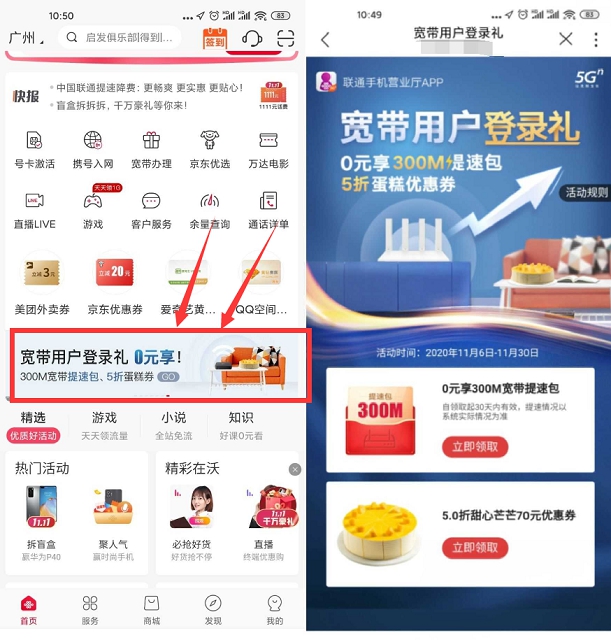 10:50
83
广州
启发俱乐部|得到…
签到
快报
中国联通提速降费：更畅爽 更实惠 更贴心！
盲盒拆拆拆，千万豪礼等你来！
11.11
1111元话费
号卡激活
携号入网
宽带办理
京东优选
万达电影
天天领10
LIVE
直播LIVE
游戏
客户服务
余量查询
通话详单
立减3元
立减20元
美团外卖券
京东优惠券
爱奇艺黄…
QQ空间…
宽带用户登录礼 0元享！
300M宽带提速包、5折蛋糕券 GO
精选
游戏
小说
知识
优质好活动
天天领流量
全站免流
好课0元看
热门活动
精彩在沃
11.11
11.11
千万豪礼
拆盲盒
聚人气
必抢好货
直播
赢华为P40
赢时尚手机
好货抢不停
终端优惠购
首页
服务
商城
发现
我的
10:49
83
宽带用户登录礼
联通手机营业厅APP
5Gⁿ
宽带用户登录礼
0元享300M提速包
5折蛋糕优惠券
活动规则
活动时间：2020年11月6日-11月30日
提速包
300M
0元享300M宽带提速包
自领取起30天内有效，提速情况以
系统实际情况为准
立即领取
5.0折甜心芒芒70元优惠券
立即领取